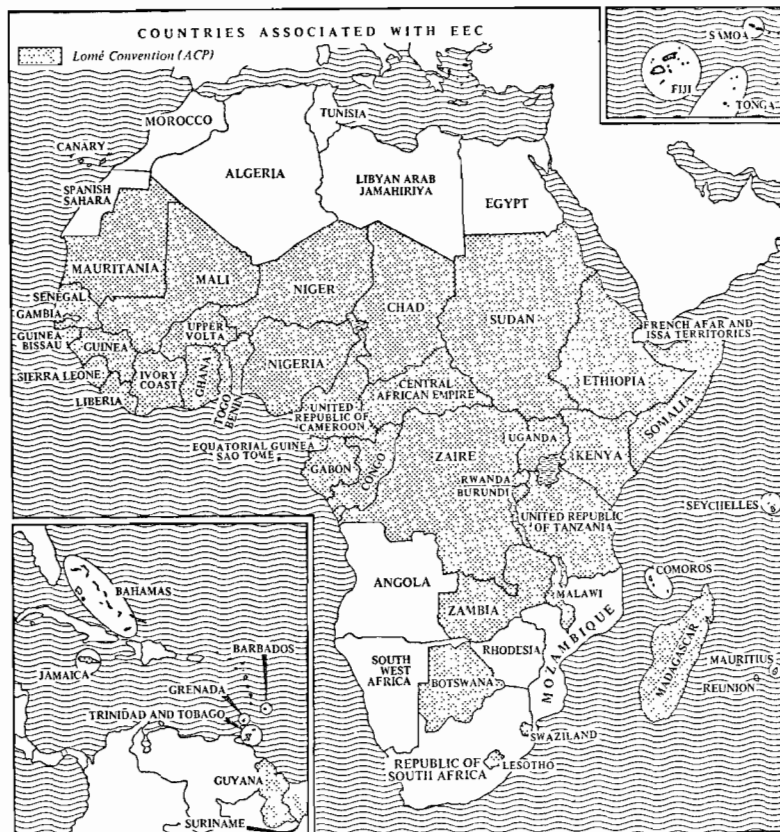 COUNTRIES ASSOCIATED WITH EEC
Lomé Convention (ACP)
SAMOA
FIJI
TONGA
MOROCCO
TUNISIA
CANARY
ALGERIA
LIBYAN ARAB
JAMAHIRIYA
EGYPT
SPANISH
SAHARA
MAURITANIA
MALI
NIGER
CHAD
SUDAN
SENEGAL
GAMBIA
GUINEA
BISSAU
GUINEA
UPPER
VOLTA
FRENCH AFAR AND
ISSA TERRITORIES
SIERRA LEONE
IVORY
COAST
GHANA
TOGO
BENIN
NIGERIA
LIBERIA
CENTRAL
AFRICAN EMPIRE
ETHIOPIA
SOMALIA
UNITED
REPUBLIC OF
CAMEROON
EQUATORIAL GUINEA
SAO TOME
GABON
CONGO
ZAIRE
UGANDA
KENYA
RWANDA
BURUNDI
UNITED REPUBLIC
OF TANZANIA
SEYCHELLES
ANGOLA
ZAMBIA
MALAWI
COMOROS
MOZAMBIQUE
MADAGASCAR
MAURITIUS
REUNION
SOUTH
WEST
AFRICA
RHODESIA
BOTSWANA
SWAZILAND
LESOTHO
REPUBLIC OF
SOUTH AFRICA
BAHAMAS
JAMAICA
BARBADOS
GRENADA
TRINIDAD AND TOBAGO
GUYANA
SURINAME